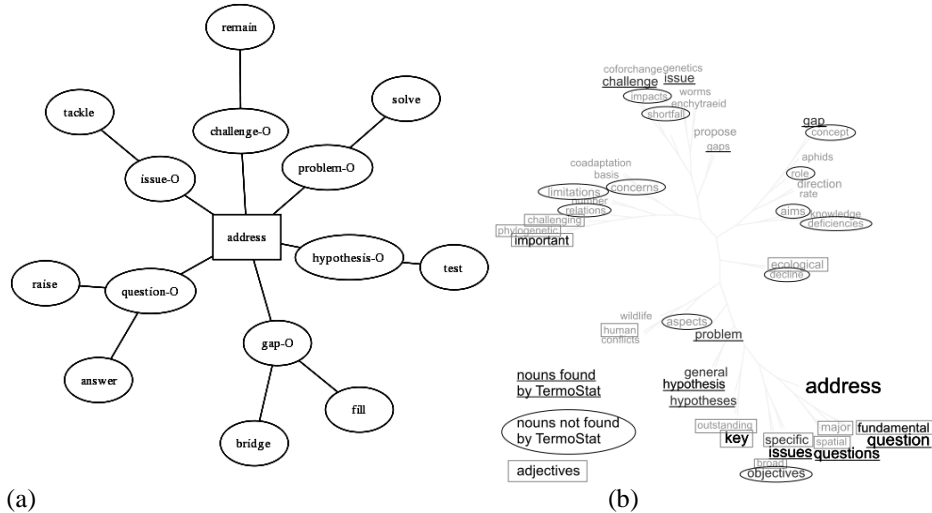 remain
solve
tackle
challenge-O
problem-O
issue-O
address
hypothesis-O
test
raise
question-O
gap-O
answer
fill
bridge
(a)
coforchange genetics
challenge issue
impacts worms
shortfall enchytraeid
propose
gaps
gap
concept
aphids
role
direction
rate
aims knowledge
deficiencies
coadaptation
basis
limitations concerns
number
relations
challenging
phylogenetic
important
ecological
decline
wildlife
human
conflicts
aspects
problem
general
hypothesis
hypotheses
address
outstanding
key
specific
issues
broad
objectives
major
spatial
questions
fundamental
question
nouns found
by TermoStat
nouns not found
by TermoStat
adjectives
(b)